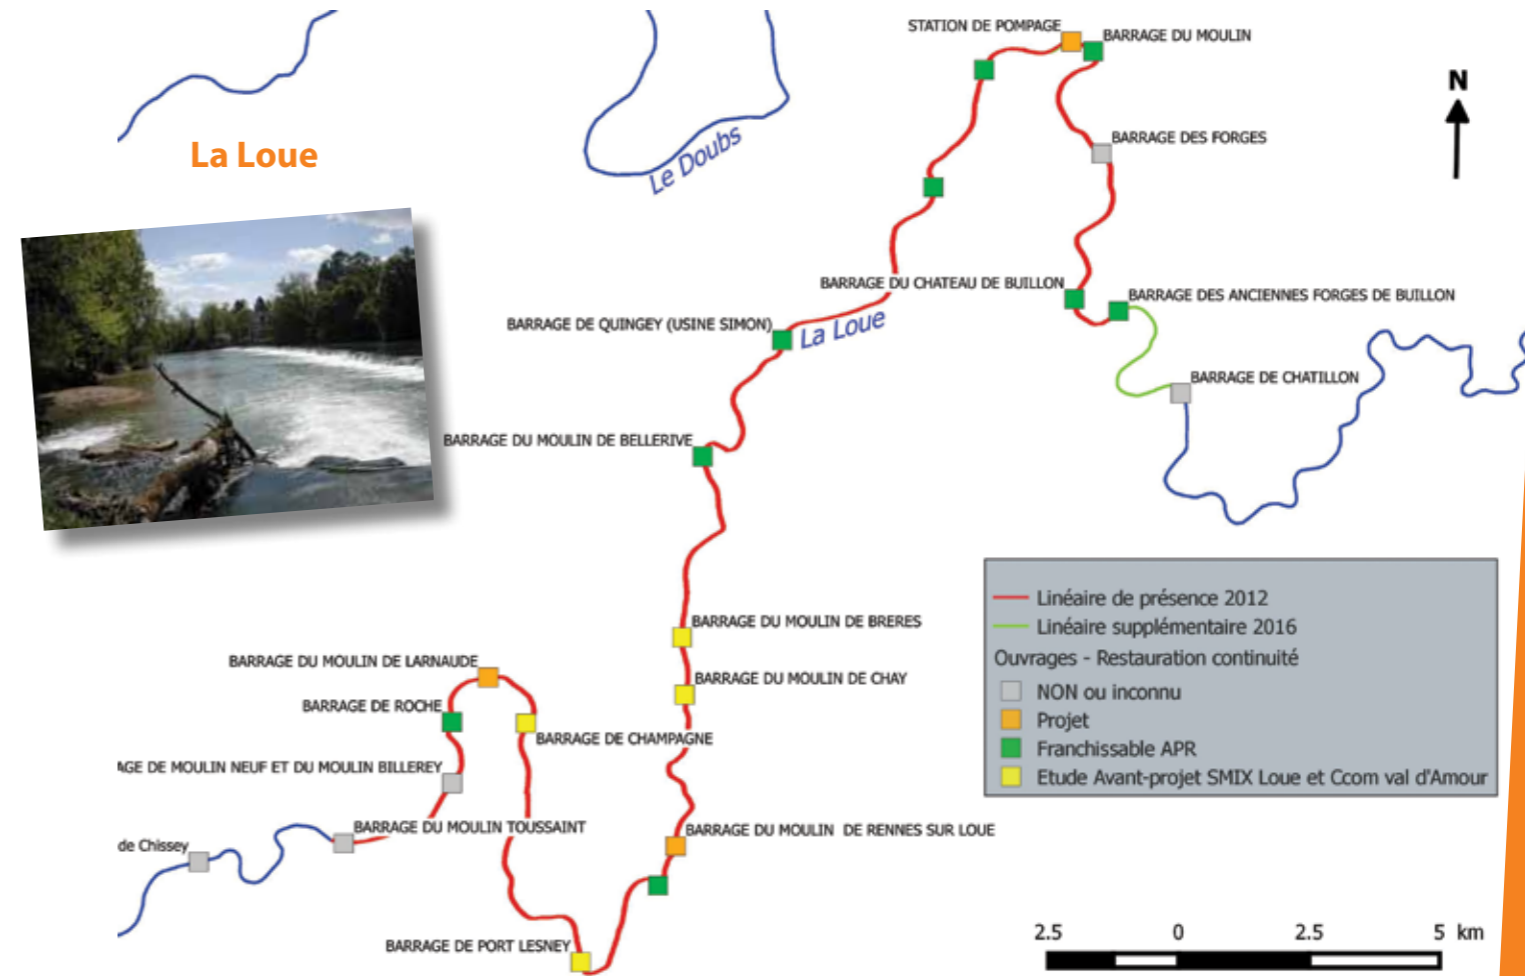 STATION DE POMPAGE
BARRAGE DU MOULIN
N
La Loue
Le Doubs
BARRAGE DES FORGES
BARRAGE DU CHATEAU DE BUILLON
BARRAGE DES ANCIENNES FORGES DE BUILLON
BARRAGE DE QUINGEY (USINE SIMON)
La Loue
BARRAGE DE CHATILLON
BARRAGE DU MOULIN DE BELLERIVE
BARRAGE DU MOULIN DE BRERES
BARRAGE DU MOULIN DE LARNAUDE
BARRAGE DU MOULIN DE CHAY
BARRAGE DE ROCHE
BARRAGE DE CHAMPAGNE
AGE DE MOULIN NEUF ET DU MOULIN BILLEREY
BARRAGE DU MOULIN TOUSSAINT
BARRAGE DU MOULIN DE RENNES SUR LOUE
de Chissey
BARRAGE DE PORT LESNEY
Linéaire de présence 2012
Linéaire supplémentaire 2016
Ouvrages - Restauration continuité
NON ou inconnu
Projet
Franchissable APR
Etude Avant-projet SMIX Loue et Ccom val d'Amour
2.5 0 2.5 5 km